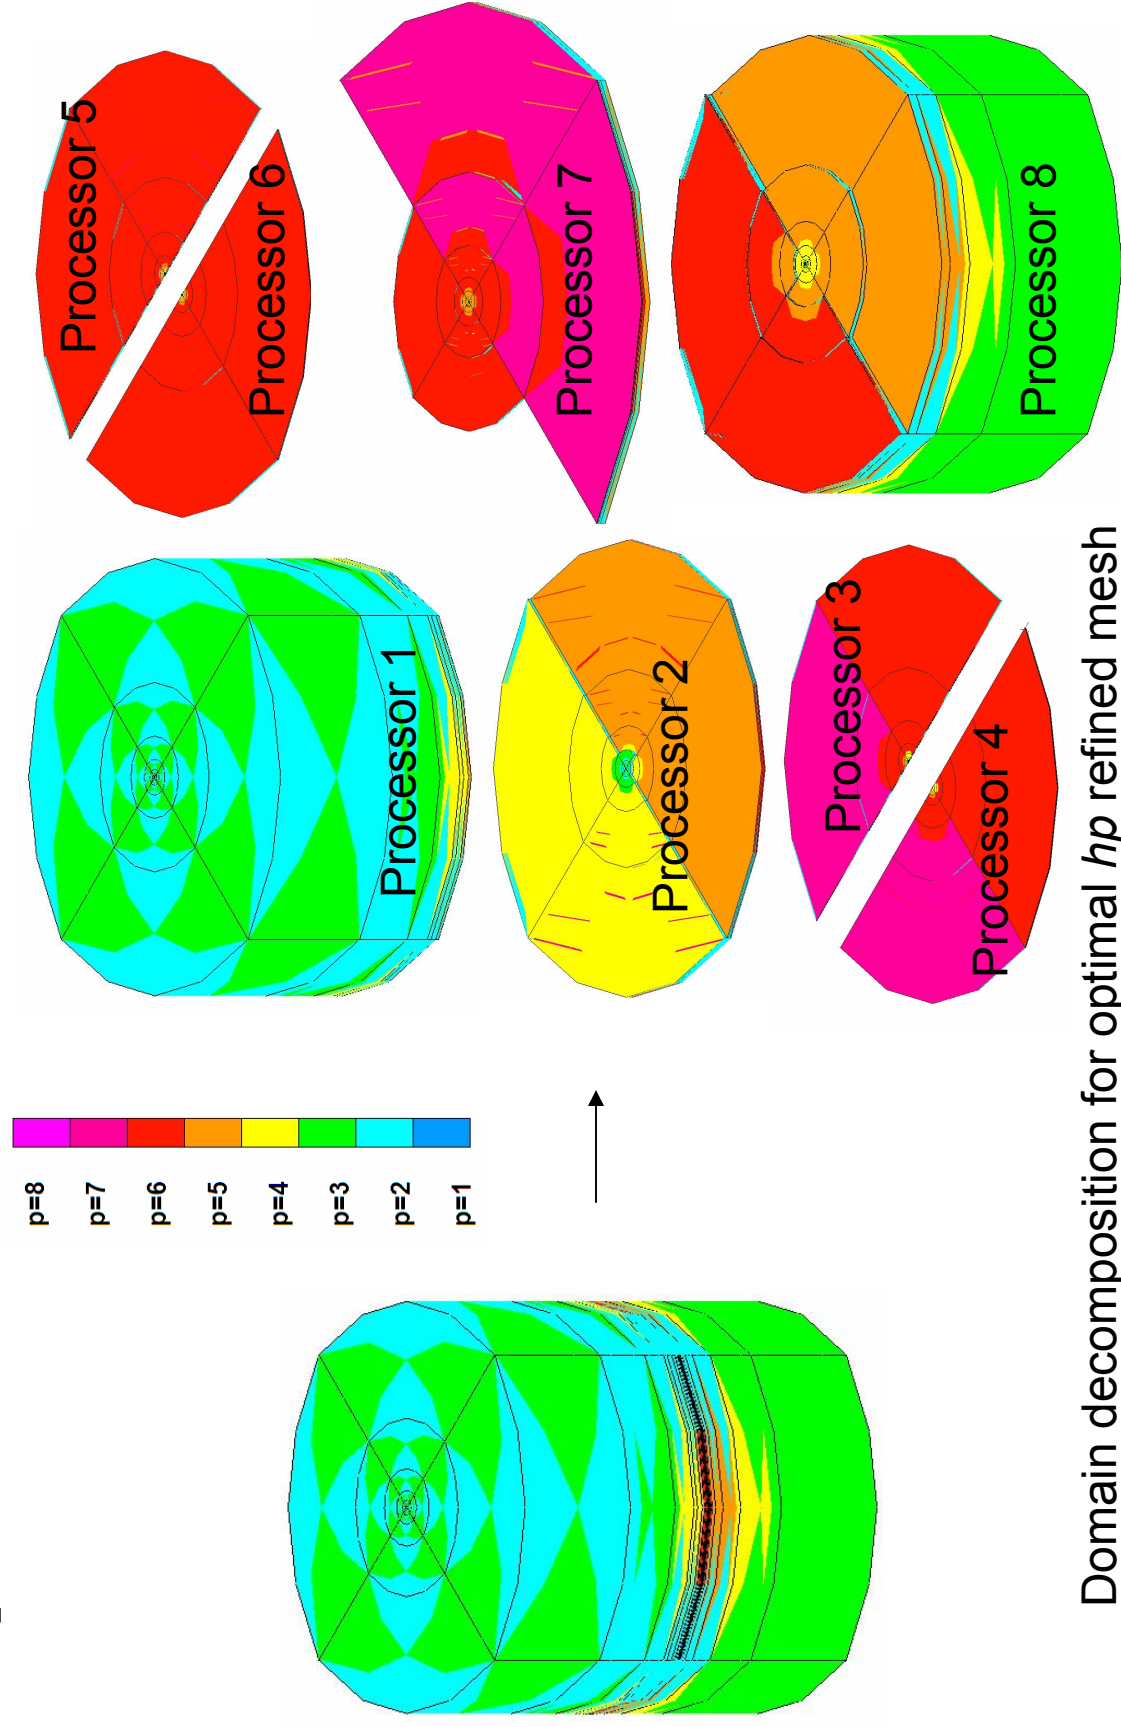 p=8
p=7
p=6
p=5
p=4
p=3
p=2
p=1
Processor 1
Processor 2
Processor 3
Processor 4
Processor 5
Processor 6
Processor 7
Processor 8
Domain decomposition for optimal hp refined mesh